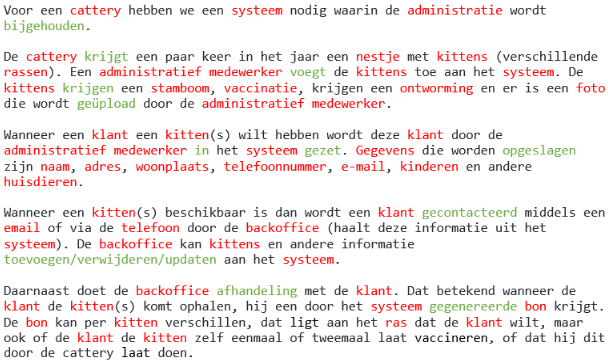 Voor een cattery hebben we een systeem nodig waarin de administratie wordt
bijgehouden.
De cattery krijgt een paar keer in het jaar een nestje met kittens (verschillende
rassen). Een administratief medewerker voegt de kittens toe aan het systeem. De
kittens krijgen een stamboom, vaccinatie, krijgen een ontworming en er is een foto
die wordt geüpload door de administratief medewerker.
Wanneer een klant een kitten(s) wilt hebben wordt deze klant door de
administratief medewerker in het systeem gezet. Gegevens die worden opgeslagen
zijn naam, adres, woonplaats, telefoonnummer, e-mail, kinderen en andere
huisdieren.
Wanneer een kitten(s) beschikbaar is dan wordt een klant gecontacteerd middels een
email of via de telefoon door de backoffice (haalt deze informatie uit het
systeem). De backoffice kan kittens en andere informatie
toevoegen/verwijderen/updaten aan het systeem.
Daarnaast doet de backoffice afhandeling met de klant. Dat betekend wanneer de
klant de kitten(s) komt ophalen, hij een door het systeem gegenereerde bon krijgt.
De bon kan per kitten verschillen, dat ligt aan het ras dat de klant wilt, maar
ook of de klant de kitten zelf eenmaal of tweemaal laat vaccineren, of dat hij dit
door de cattery laat doen.